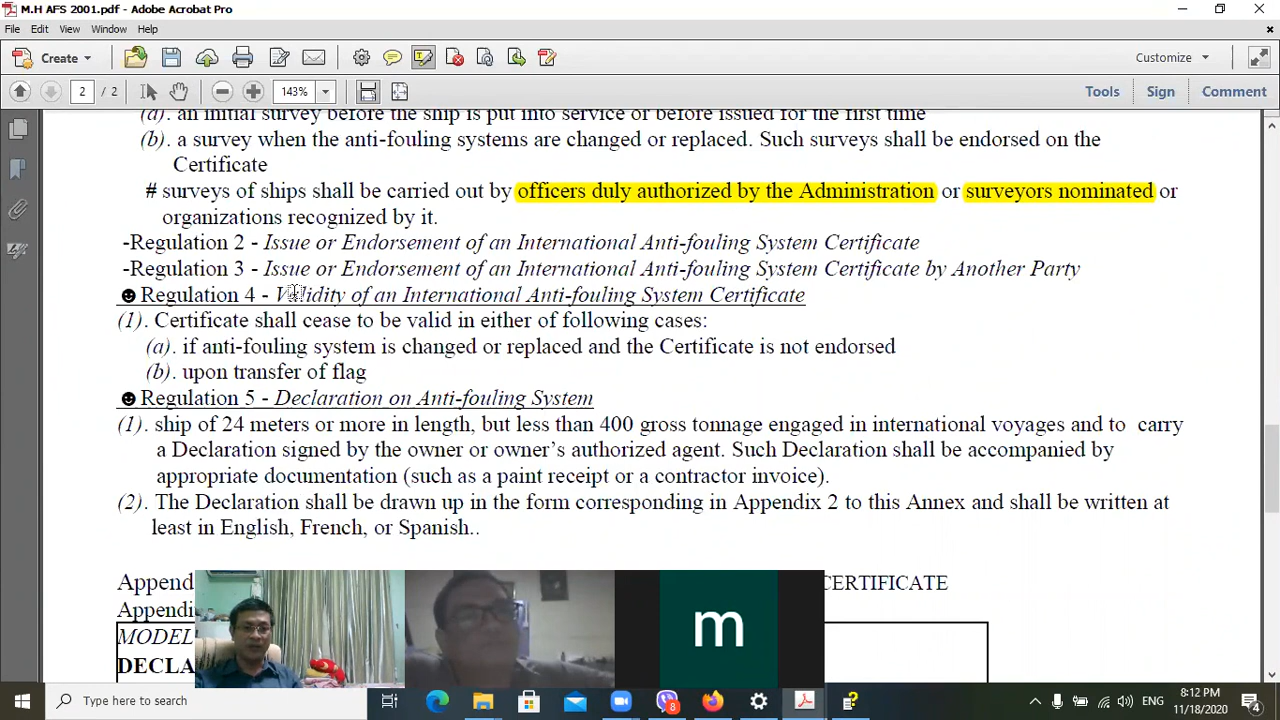 M.H AFS 2001.pdf - Adobe Acrobat Pro
File Edit View Window Help
Create
Customize
2 / 2
143%
Tools Sign Comment
(a). an initial survey before the ship is put into service or before issued for the first time
(b). a survey when the anti-fouling systems are changed or replaced. Such surveys shall be endorsed on the
Certificate
# surveys of ships shall be carried out by officers duly authorized by the Administration or surveyors nominated or
organizations recognized by it.
-Regulation 2 - Issue or Endorsement of an International Anti-fouling System Certificate
-Regulation 3 - Issue or Endorsement of an International Anti-fouling System Certificate by Another Party
☻Regulation 4 - Validity of an International Anti-fouling System Certificate
(1). Certificate shall cease to be valid in either of following cases:
(a). if anti-fouling system is changed or replaced and the Certificate is not endorsed
(b). upon transfer of flag
☻Regulation 5 - Declaration on Anti-fouling System
(1). ship of 24 meters or more in length, but less than 400 gross tonnage engaged in international voyages and to carry
a Declaration signed by the owner or owner's authorized agent. Such Declaration shall be accompanied by
appropriate documentation (such as a paint receipt or a contractor invoice).
(2). The Declaration shall be drawn up in the form corresponding in Appendix 2 to this Annex and shall be written at
least in English, French, or Spanish..
Append CERTIFICATE
Appendi
MODEL
DECLA
m
Type here to search
8
ENG
8:12 PM
11/18/2020
4